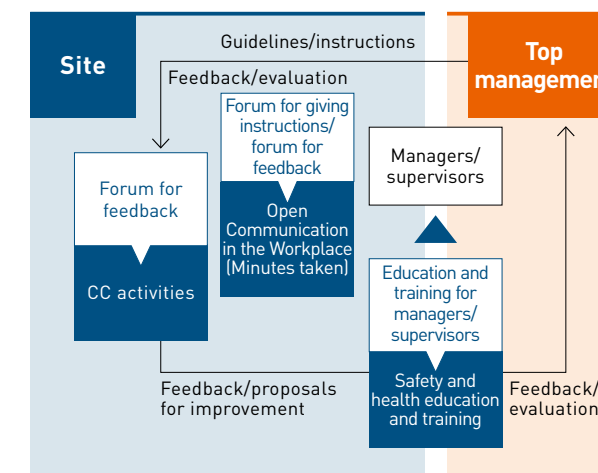 Site
Guidelines/instructions
Top
managemen
Feedback/evaluation
Forum for giving
instructions/
forum for
feedback
Managers/
supervisors
Forum for
feedback
Open
Communication
in the Workplace
(Minutes taken)
CC activities
Education and
training for
managers/
supervisors
Safety and
health education
and training
Feedback/proposals
for improvement
Feedback/
evaluation